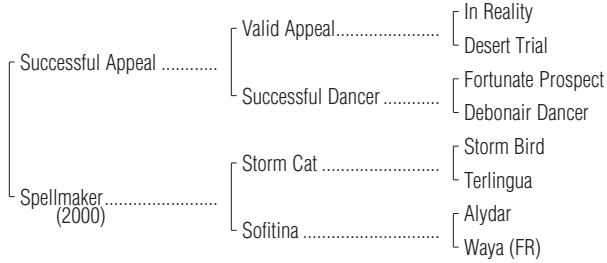 In Reality
Valid Appeal....................
Desert Trial
Successful Appeal ............
Fortunate Prospect
Successful Dancer ............
Debonair Dancer
Storm Bird
Storm Cat .........................
Terlingua
Spellmaker........................
(2000)
Alydar
Sofitina .............................
Waya (FR)